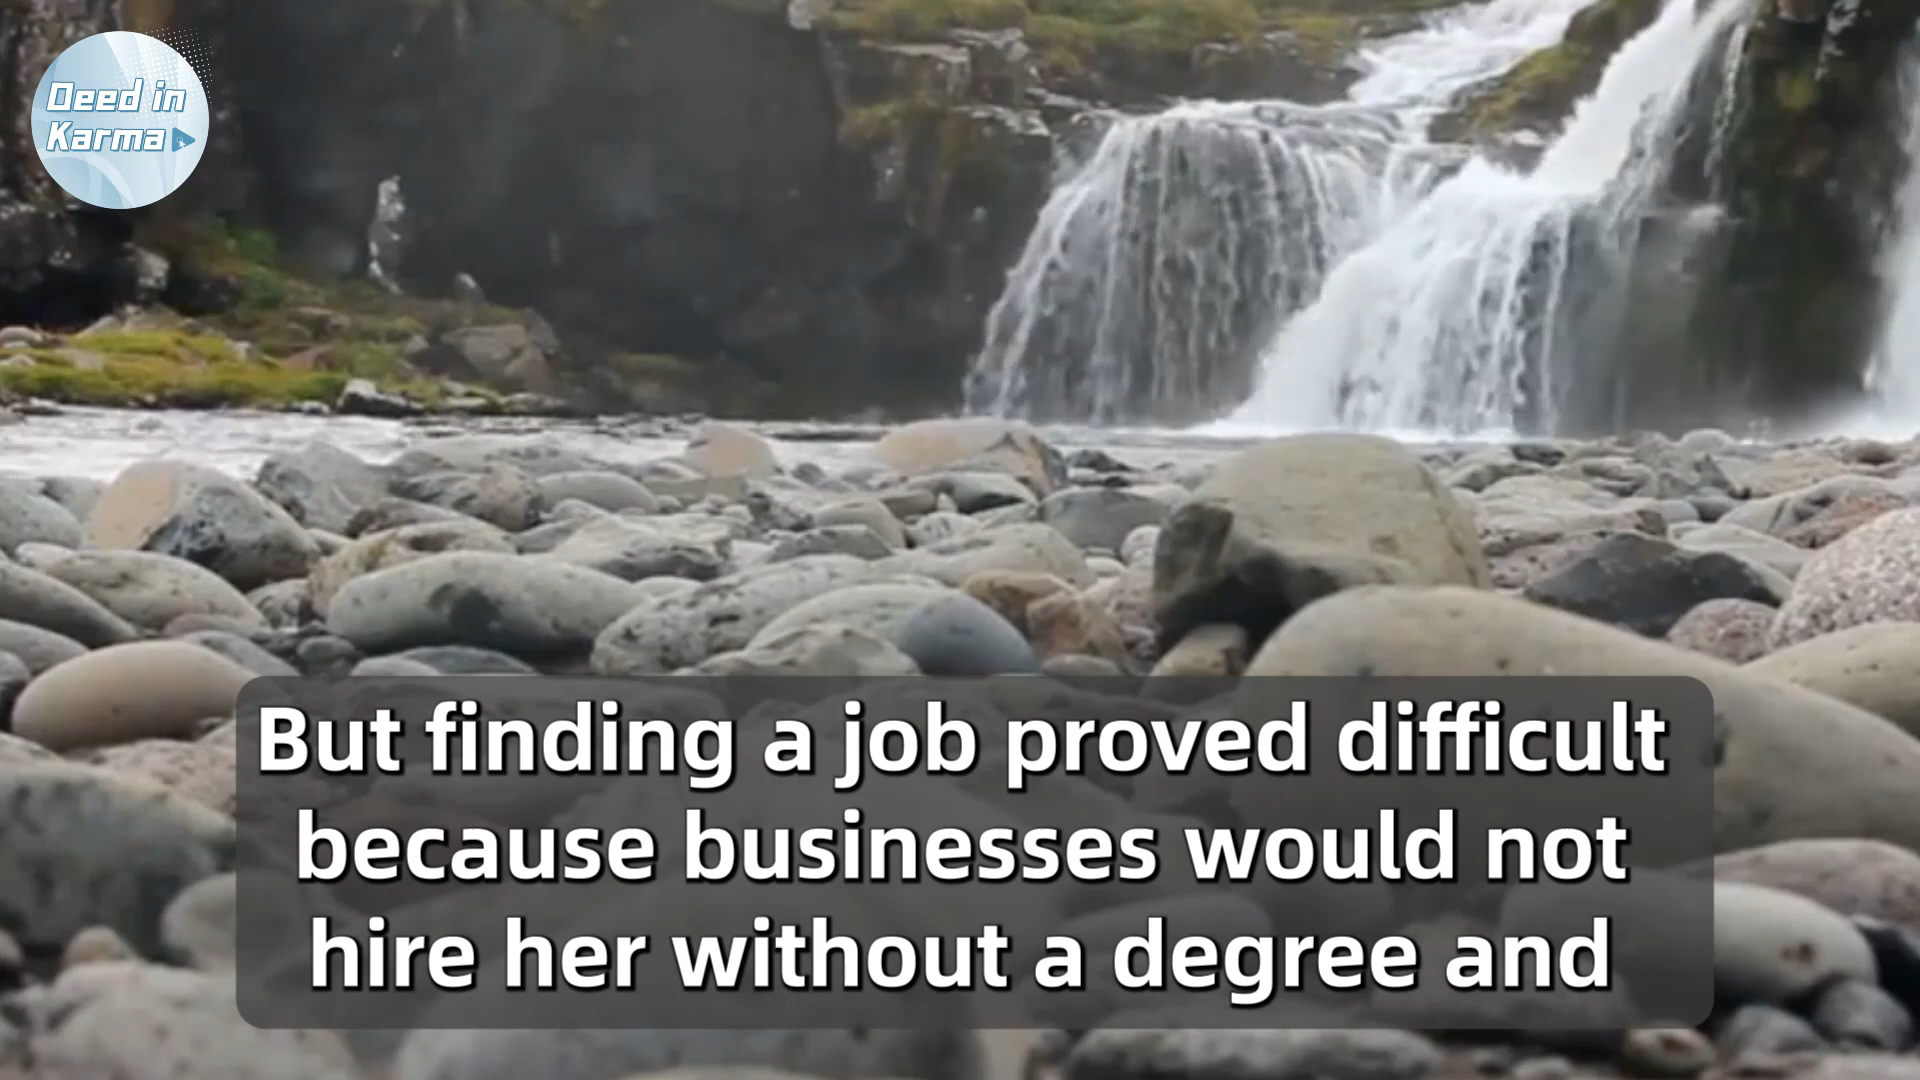 Deed in
Karma
But finding a job proved difficult
because businesses would not
hire her without a degree and